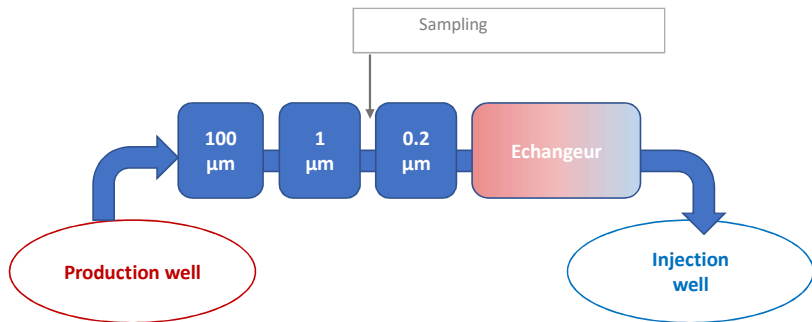 Sampling
100
µm
1
µm
0.2
µm
Echangeur
Production well
Injection
well